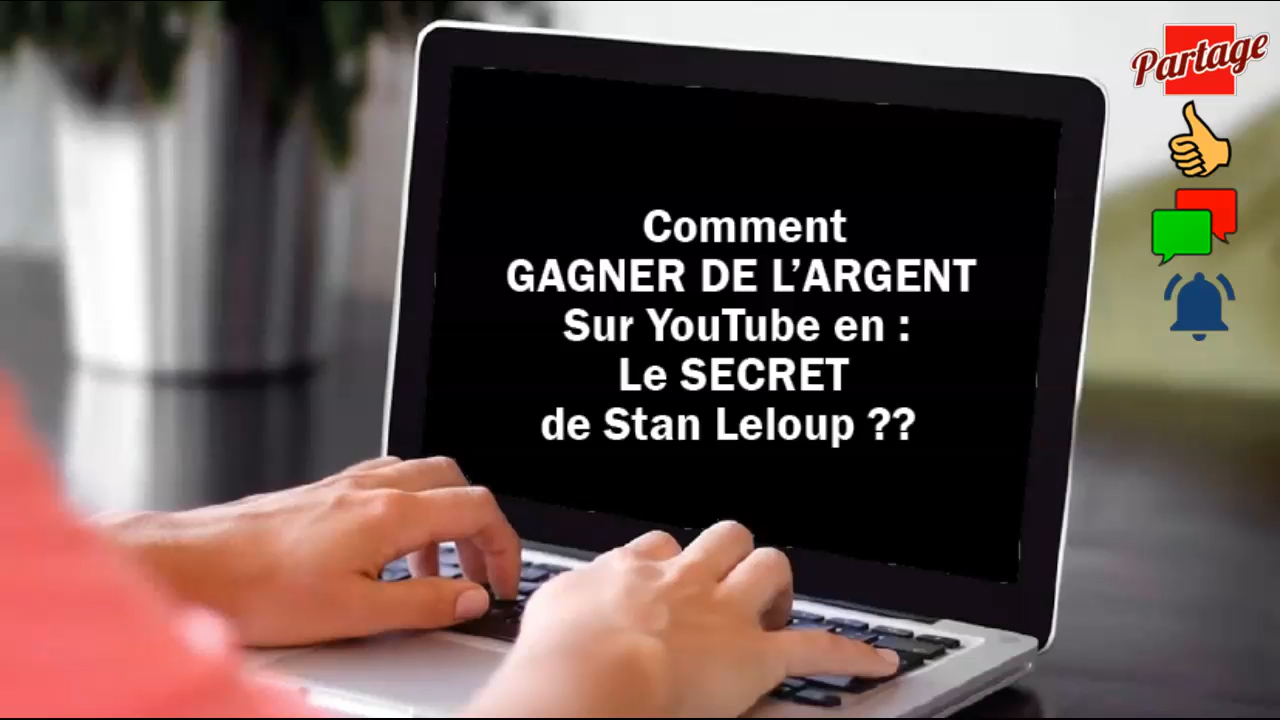 Partage
Comment
GAGNER DE L’ARGENT
Sur YouTube en :
Le SECRET
de Stan Leloup ??